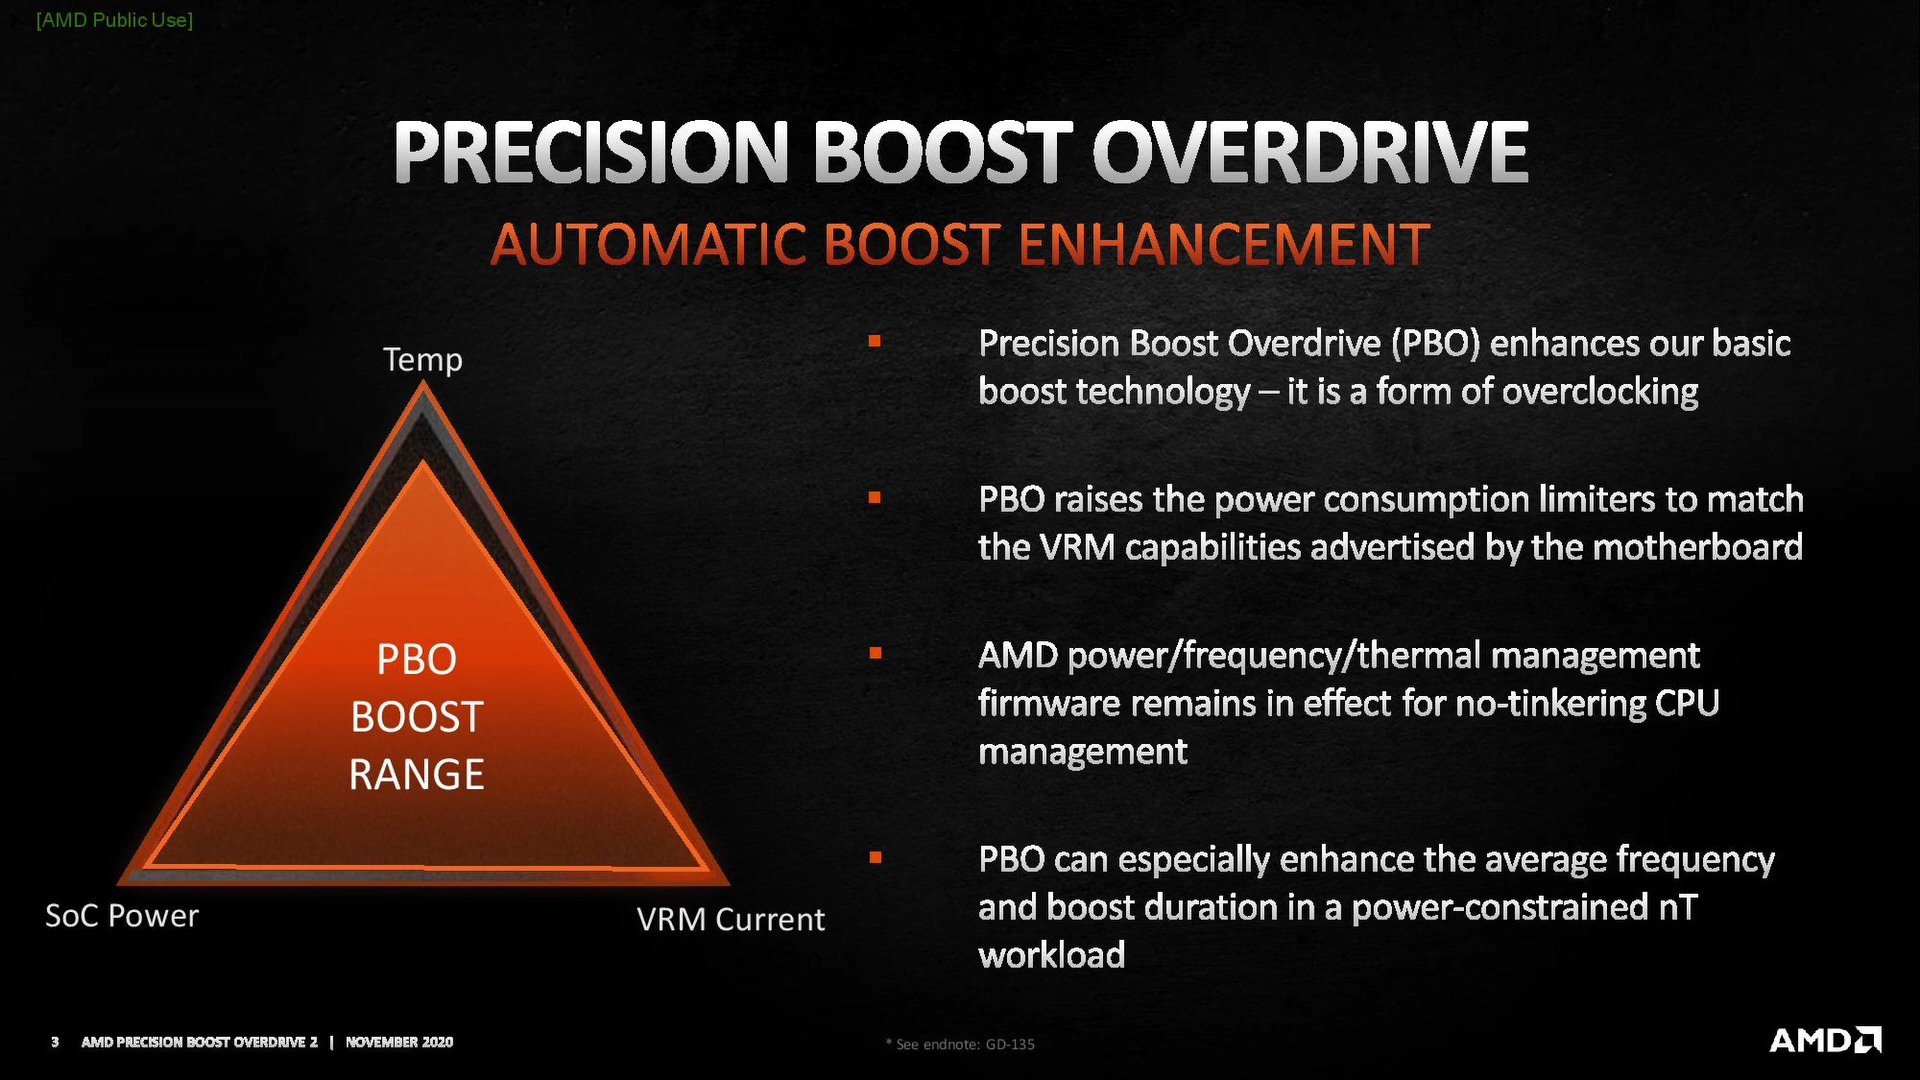 [AMD Public Use]
PRECISION BOOST OVERDRIVE
AUTOMATIC BOOST ENHANCEMENT
Temp
PBO
BOOST
RANGE
SoC Power
VRM Current
▪ Precision Boost Overdrive (PBO) enhances our basic
boost technology – it is a form of overclocking
▪ PBO raises the power consumption limiters to match
the VRM capabilities advertised by the motherboard
▪ AMD power/frequency/thermal management
firmware remains in effect for no-tinkering CPU
management
▪ PBO can especially enhance the average frequency
and boost duration in a power-constrained nT
workload
3 AMD PRECISION BOOST OVERDRIVE 2 | NOVEMBER 2020
* See endnote: GD-135
AMD